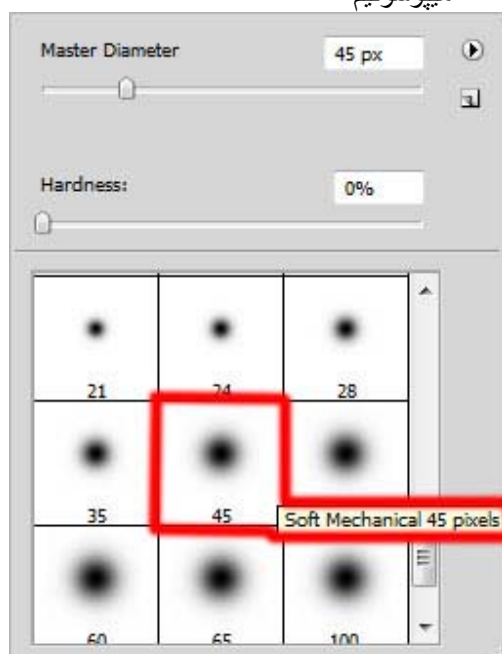 Master Diameter 45 px
Hardness: 0%
21 24 28
35 45
Soft Mechanical 45 pixels
60 65 100